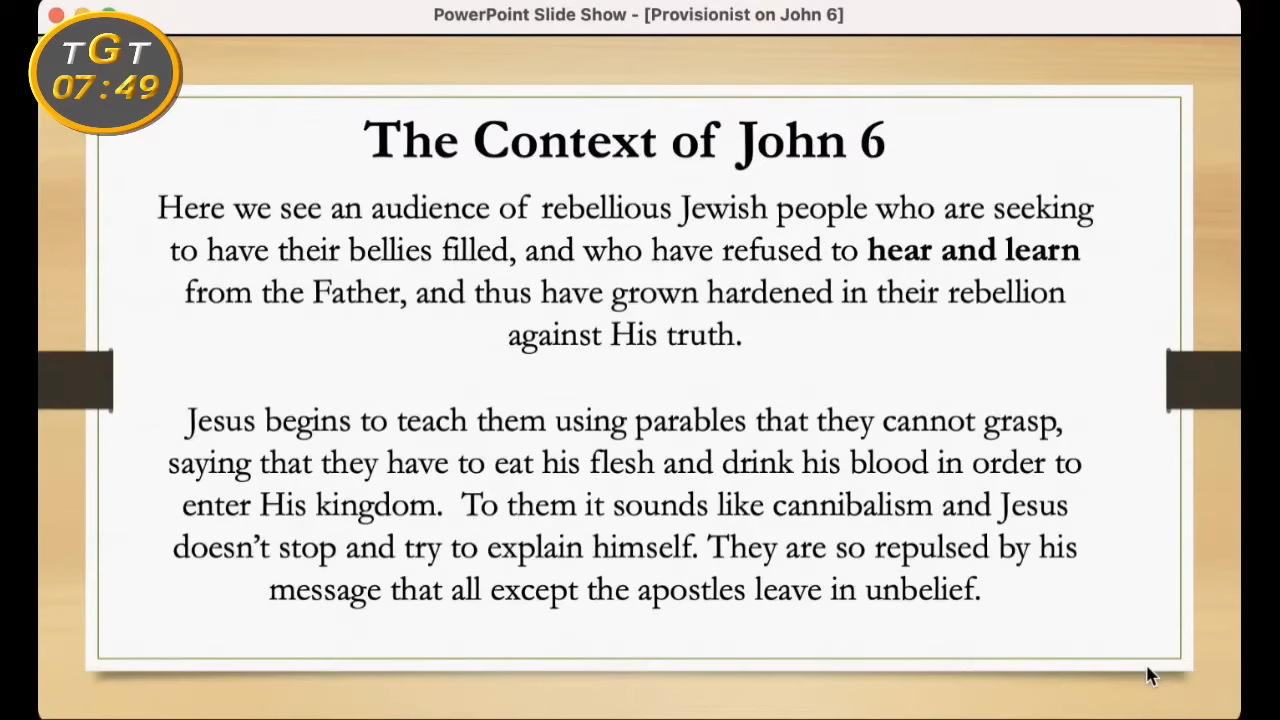 PowerPoint Slide Show - [Provisionist on John 6]
TGT
07:49
The Context of John 6
Here we see an audience of rebellious Jewish people who are seeking
to have their bellies filled, and who have refused to hear and learn
from the Father, and thus have grown hardened in their rebellion
against His truth.
Jesus begins to teach them using parables that they cannot grasp,
saying that they have to eat his flesh and drink his blood in order to
enter His kingdom.  To them it sounds like cannibalism and Jesus
doesn’t stop and try to explain himself. They are so repulsed by his
message that all except the apostles leave in unbelief.